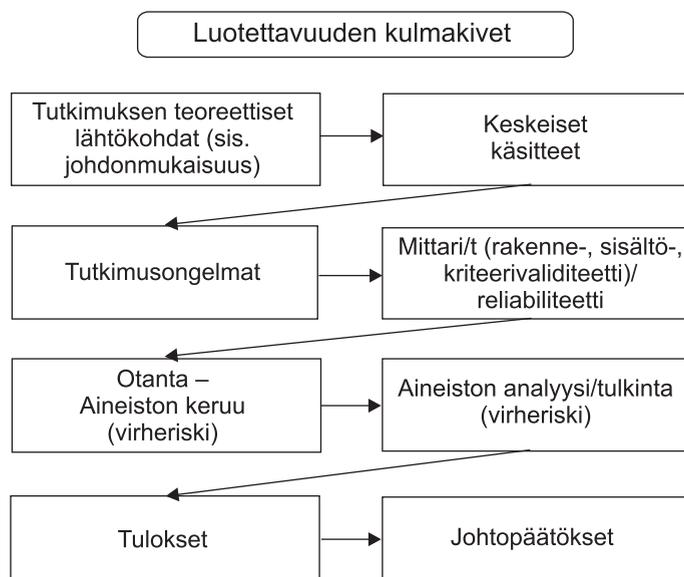 Luotettavuuden kulmakivet
Tutkimuksen teoreettiset
lähtökohdat (sis.
johdonmukaisuus)
Keskeiset
käsitteet
Tutkimusongelmat
Mittari/t (rakenne-, sisältö-,
kriteerivaliditeetti)/
reliabiliteetti
Otanta –
Aineiston keruu
(virheriski)
Aineiston analyysi/tulkinta
(virheriski)
Tulokset
Johtopäätökset